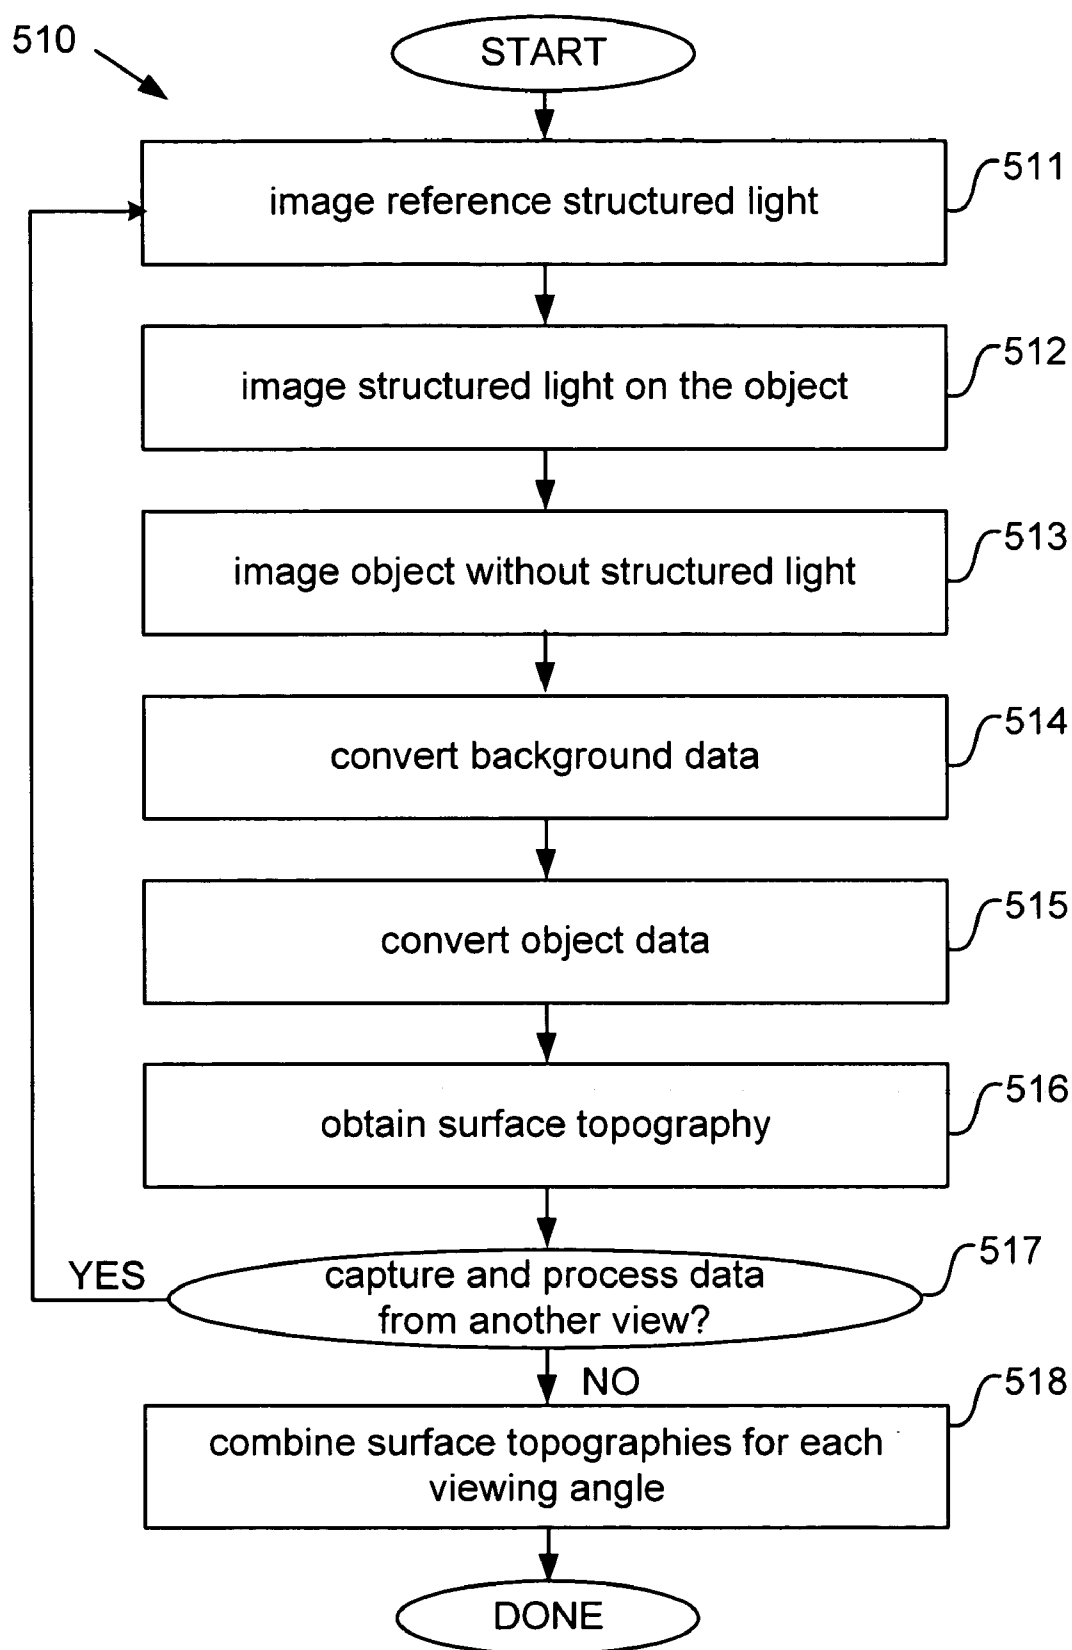 510
START
image reference structured light
511
image structured light on the object
512
image object without structured light
513
convert background data
514
convert object data
515
obtain surface topography
516
YES
capture and process data
from another view?
517
NO
combine surface topographies for each
viewing angle
518
DONE